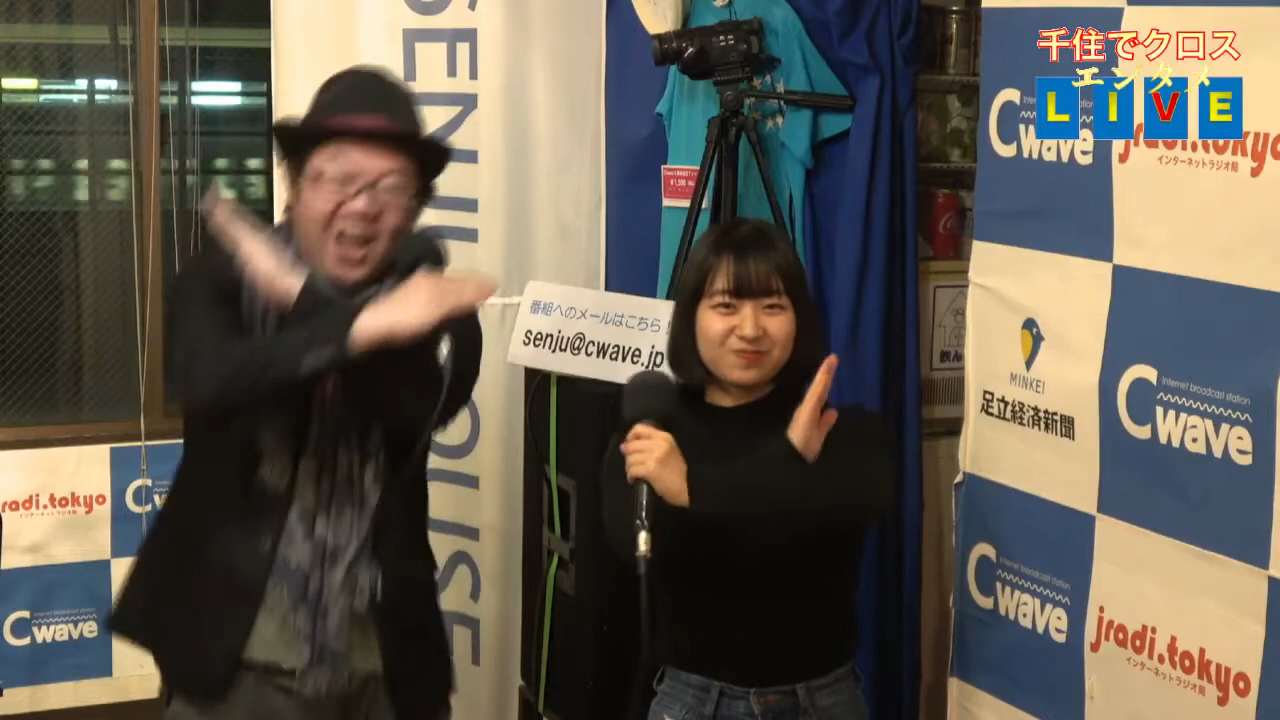 千住でクロス
エンタメ
LIVE
SENJU HOUSE
¥1,500
番組へのメールはこちら!
senju@cwave.jp
Cwave
Internet broadcast station
jradi.tokyo
インターネットラジオ局
MINKEI
足立経済新聞
Internet broadcast station
Cwave
Internet broadcast station
Cwave
jradi.tokyo
インターネットラジオ局
jradi.tokyo
インターネットラジオ局
Cw
Internet broadcast station
Cwave